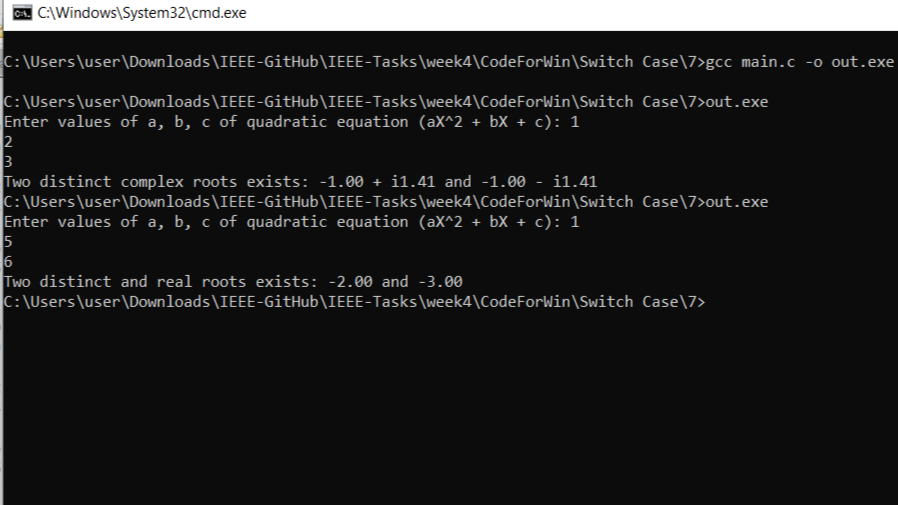 C:\Windows\System32\cmd.exe
C:\Users\user\Downloads\IEEE-GitHub\IEEE-Tasks\week4\CodeForWin\Switch Case\7>gcc main.c -o out.exe
C:\Users\user\Downloads\IEEE-GitHub\IEEE-Tasks\week4\CodeForWin\Switch Case\7>out.exe
Enter values of a, b, c of quadratic equation (aX^2 + bX + c): 1
2
3
Two distinct complex roots exists: -1.00 + i1.41 and -1.00 - i1.41
C:\Users\user\Downloads\IEEE-GitHub\IEEE-Tasks\week4\CodeForWin\Switch Case\7>out.exe
Enter values of a, b, c of quadratic equation (aX^2 + bX + c): 1
5
6
Two distinct and real roots exists: -2.00 and -3.00
C:\Users\user\Downloads\IEEE-GitHub\IEEE-Tasks\week4\CodeForWin\Switch Case\7>